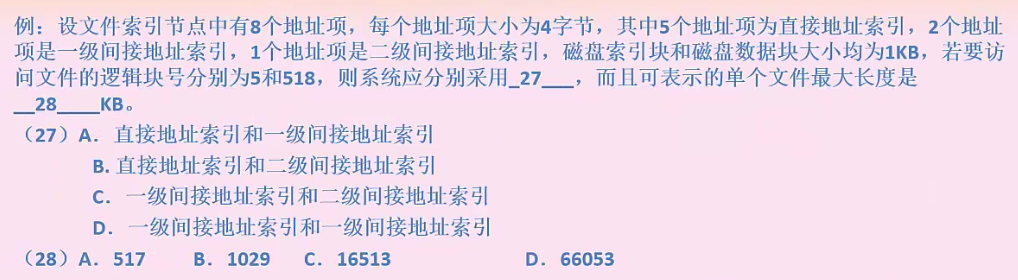 例：设文件索引节点中有8个地址项，每个地址项大小为4字节，其中5个地址项为直接地址索引，2个地址
项是一级间接地址索引，1个地址项是二级间接地址索引，磁盘索引块和磁盘数据块大小均为1KB，若要访
问文件的逻辑块号分别为5和518，则系统应分别采用_27___，而且可表示的单个文件最大长度是
__28____KB。
（27）A．直接地址索引和一级间接地址索引
B. 直接地址索引和二级间接地址索引
C．一级间接地址索引和二级间接地址索引
D．一级间接地址索引和一级间接地址索引
（28）A．517 B．1029 C．16513 D．66053